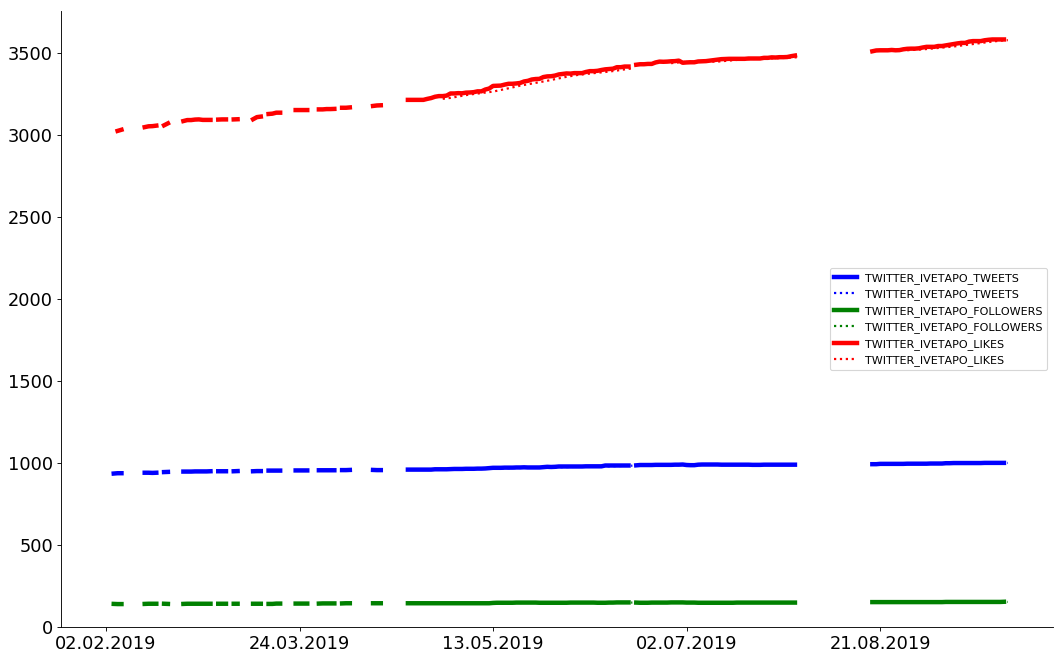 3500
3000
2500
2000
1500
1000
500
0
TWITTER_IVETAPO_TWEETS
TWITTER_IVETAPO_TWEETS
TWITTER_IVETAPO_FOLLOWERS
TWITTER_IVETAPO_FOLLOWERS
TWITTER_IVETAPO_LIKES
TWITTER_IVETAPO_LIKES
02.02.2019 24.03.2019 13.05.2019 02.07.2019 21.08.2019